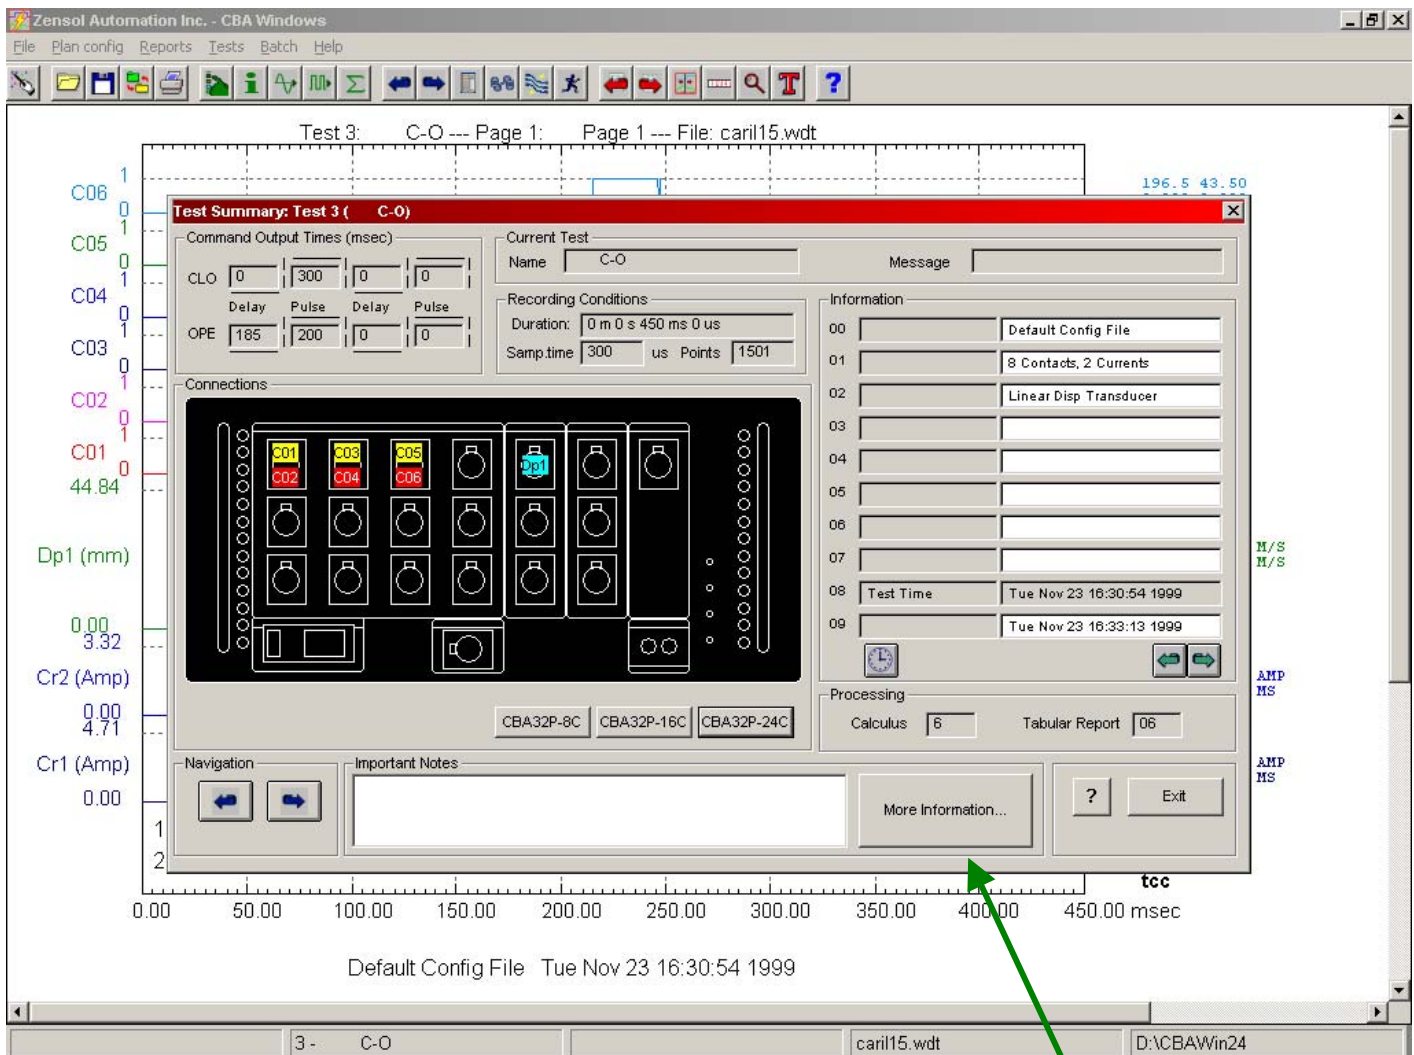 Zensol Automation Inc. - CBA Windows
File Plan config Reports Tests Batch Help
Test 3: C-O --- Page 1: Page 1 --- File: caril15.wdt
C06 1 0
196.5 43.50
C05 1 0
C04 1 0
C03 1 0
C02 1 0
C01 1 0
44.84
Dp1 (mm)
0.00
3.32
Cr2 (Amp)
0.00
4.71
Cr1 (Amp)
0.00
1
2
Test Summary: Test 3 ( C-O)
Command Output Times (msec)
CLO 0 300 0 0
Delay Pulse Delay Pulse
OPE 185 200 0 0
Current Test
Name C-O Message
Recording Conditions
Duration: 0 m 0 s 450 ms 0 us
Samp.time 300 us Points 1501
Connections
C01 C03 C05
Dp1
C02 C04 C06
CBA32P-8C CBA32P-16C CBA32P-24C
Information
00 Default Config File
01 8 Contacts, 2 Currents
02 Linear Disp Transducer
03
04
05
06
07
08 Test Time Tue Nov 23 16:30:54 1999
09 Tue Nov 23 16:33:13 1999
Processing
Calculus 6 Tabular Report 06
Navigation
Important Notes
More Information...
? Exit
M/S
M/S
AMP
MS
AMP
MS
tcc
0.00 50.00 100.00 150.00 200.00 250.00 300.00 350.00 400.00 450.00 msec
Default Config File Tue Nov 23 16:30:54 1999
3 - C-O caril15.wdt D:\CBAWin24